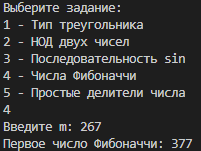 Выберите задание:
1 - Тип треугольника
2 - НОД двух чисел
3 - Последовательность sin
4 - Числа Фибоначчи
5 - Простые делители числа
4
Введите m: 267
Первое число Фибоначчи: 377